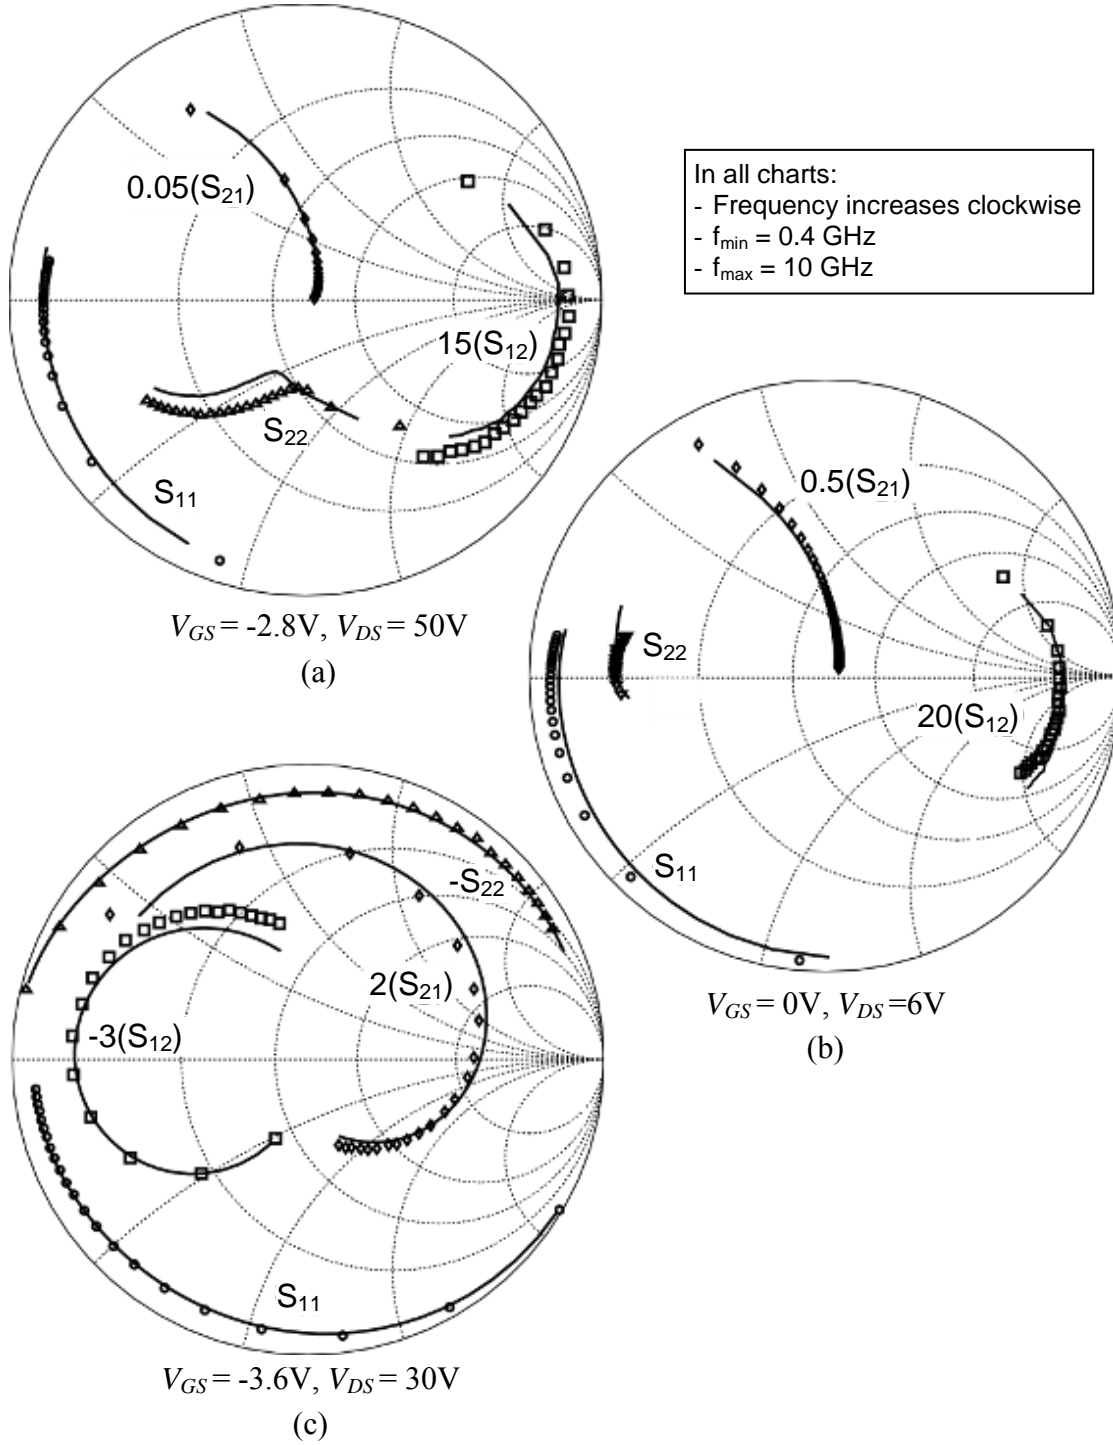 0.05(S21)
15(S12)
S22
S11
VGS = -2.8V, VDS = 50V
(a)
In all charts:
- Frequency increases clockwise
- fmin = 0.4 GHz
- fmax = 10 GHz
0.5(S21)
S22
20(S12)
S11
VGS = 0V, VDS =6V
(b)
-S22
2(S21)
-3(S12)
S11
VGS = -3.6V, VDS = 30V
(c)